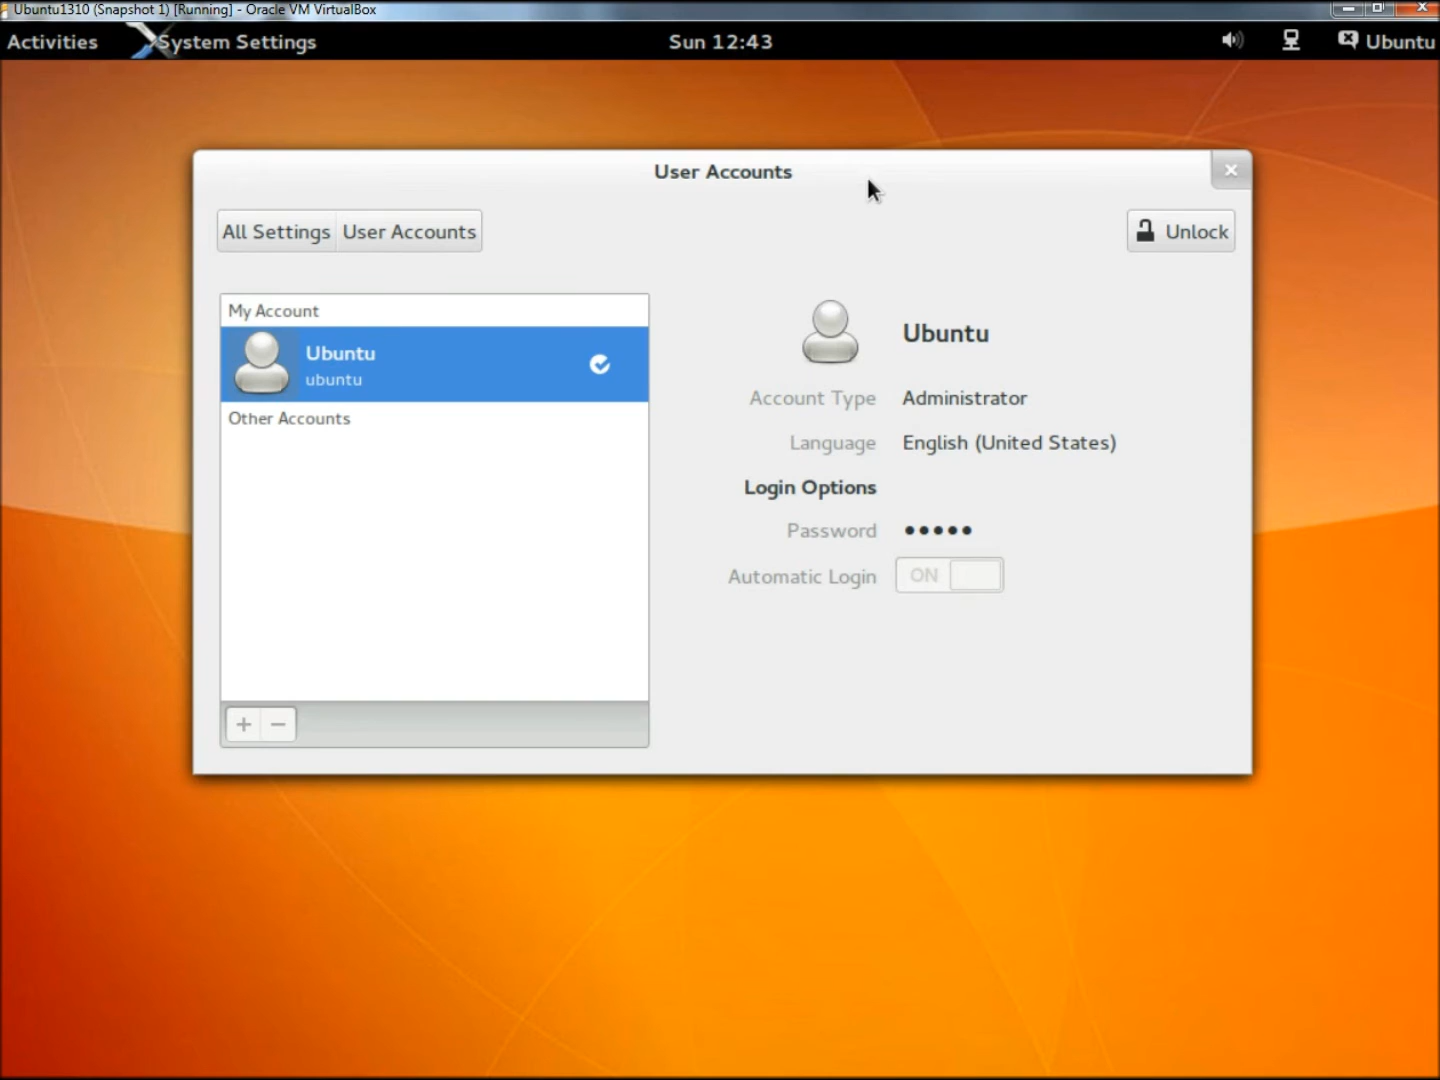 Ubuntu1310 (Snapshot 1) [Running] - Oracle VM VirtualBox
Activities System Settings Sun 12:43 Ubuntu
User Accounts
All Settings User Accounts Unlock
My Account
Ubuntu
ubuntu
Other Accounts
Ubuntu
Account Type Administrator
Language English (United States)
Login Options
Password •••••
Automatic Login ON